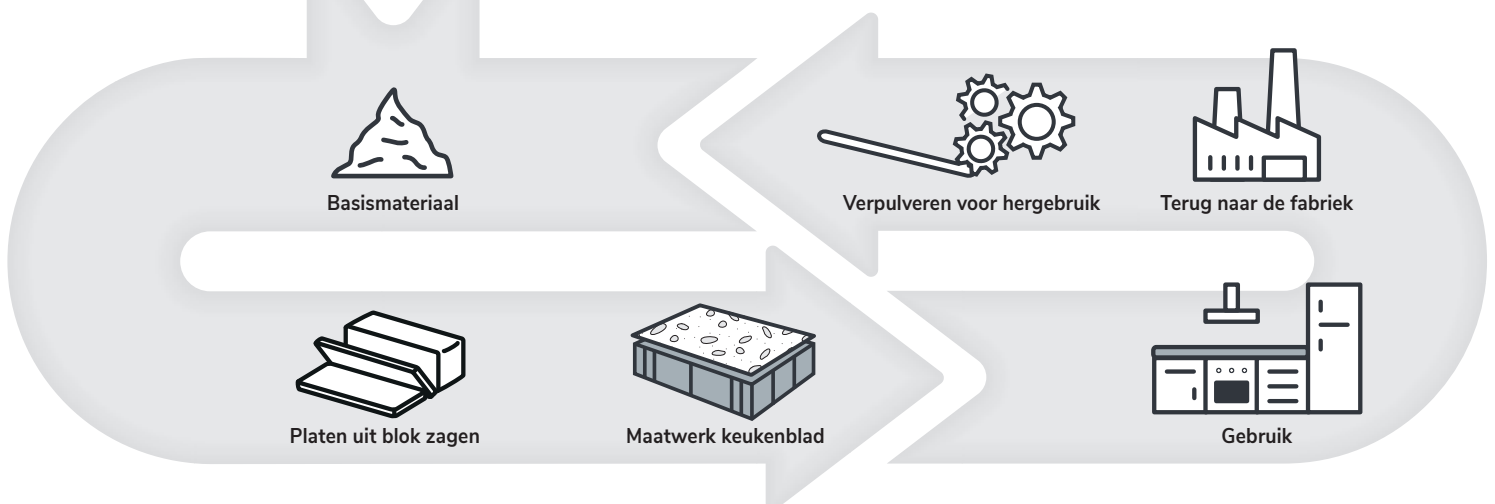 Basismateriaal
Verpulveren voor hergebruik
Terug naar de fabriek
Platen uit blok zagen
Maatwerk keukenblad
Gebruik